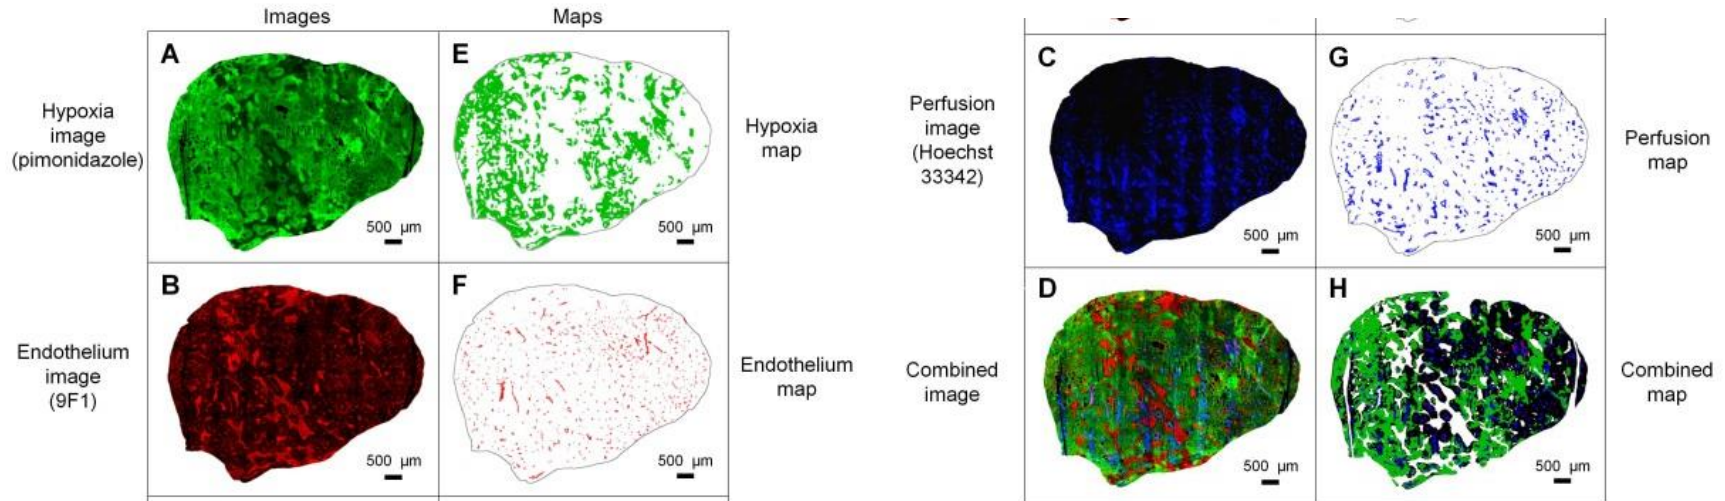 Images
Maps
A
E
Hypoxia
image
(pimonidazole)
Hypoxia
map
500 µm
500 µm
B
F
Endothelium
image
(9F1)
Endothelium
map
500 µm
500 µm
C
G
Perfusion
image
(Hoechst
33342)
Perfusion
map
500 µm
500 µm
D
H
Combined
image
Combined
map
500 µm
500 µm